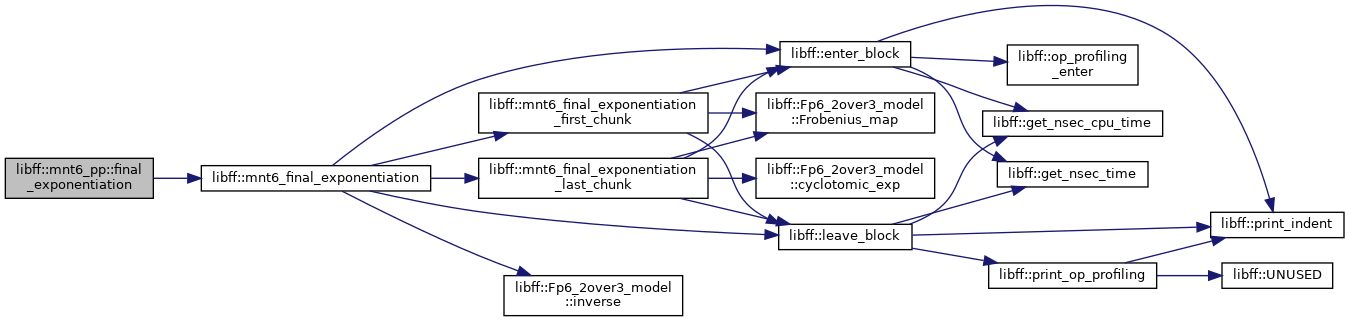 libff::mnt6_pp::final
_exponentiation
libff::mnt6_final_exponentiation
libff::mnt6_final_exponentiation
_first_chunk
libff::mnt6_final_exponentiation
_last_chunk
libff::Fp6_2over3_model
::inverse
libff::enter_block
libff::Fp6_2over3_model
::Frobenius_map
libff::Fp6_2over3_model
::cyclotomic_exp
libff::leave_block
libff::op_profiling
_enter
libff::get_nsec_cpu_time
libff::get_nsec_time
libff::print_op_profiling
libff::print_indent
libff::UNUSED